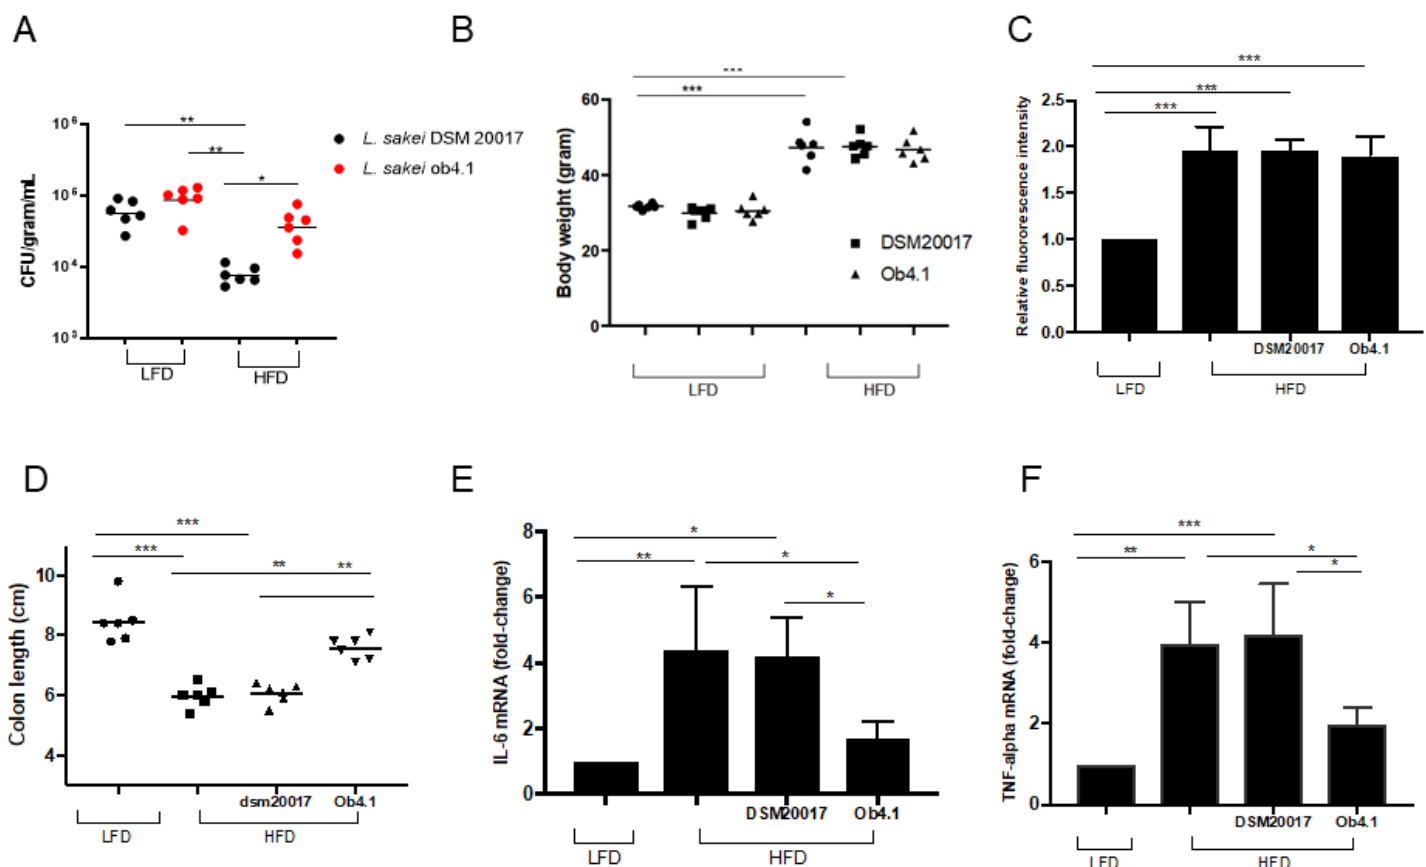 A
B
C
**
**
*
10⁶
10⁶
10⁴
10³
CFU/gram/mL
L. sakei DSM 20017
L. sakei ob4.1
LFD
HFD
***
***
60
40
20
0
Body weight (gram)
DSM20017
Ob4.1
LFD
HFD
***
***
***
2.5
2.0
1.5
1.0
0.5
0.0
Relative fluororescence intensity
DSM20017
Ob4.1
LFD
HFD
D
E
F
***
***
**
**
10
8
6
4
Colon length (cm)
dsm20017
Ob4.1
LFD
HFD
*
**
*
*
8
6
4
2
0
IL-6 mRNA (fold-change)
DSM20017
Ob4.1
LFD
HFD
***
**
*
*
6
4
2
0
TNF-alpha mRNA (fold-change)
DSM20017
Ob4.1
LFD
HFD